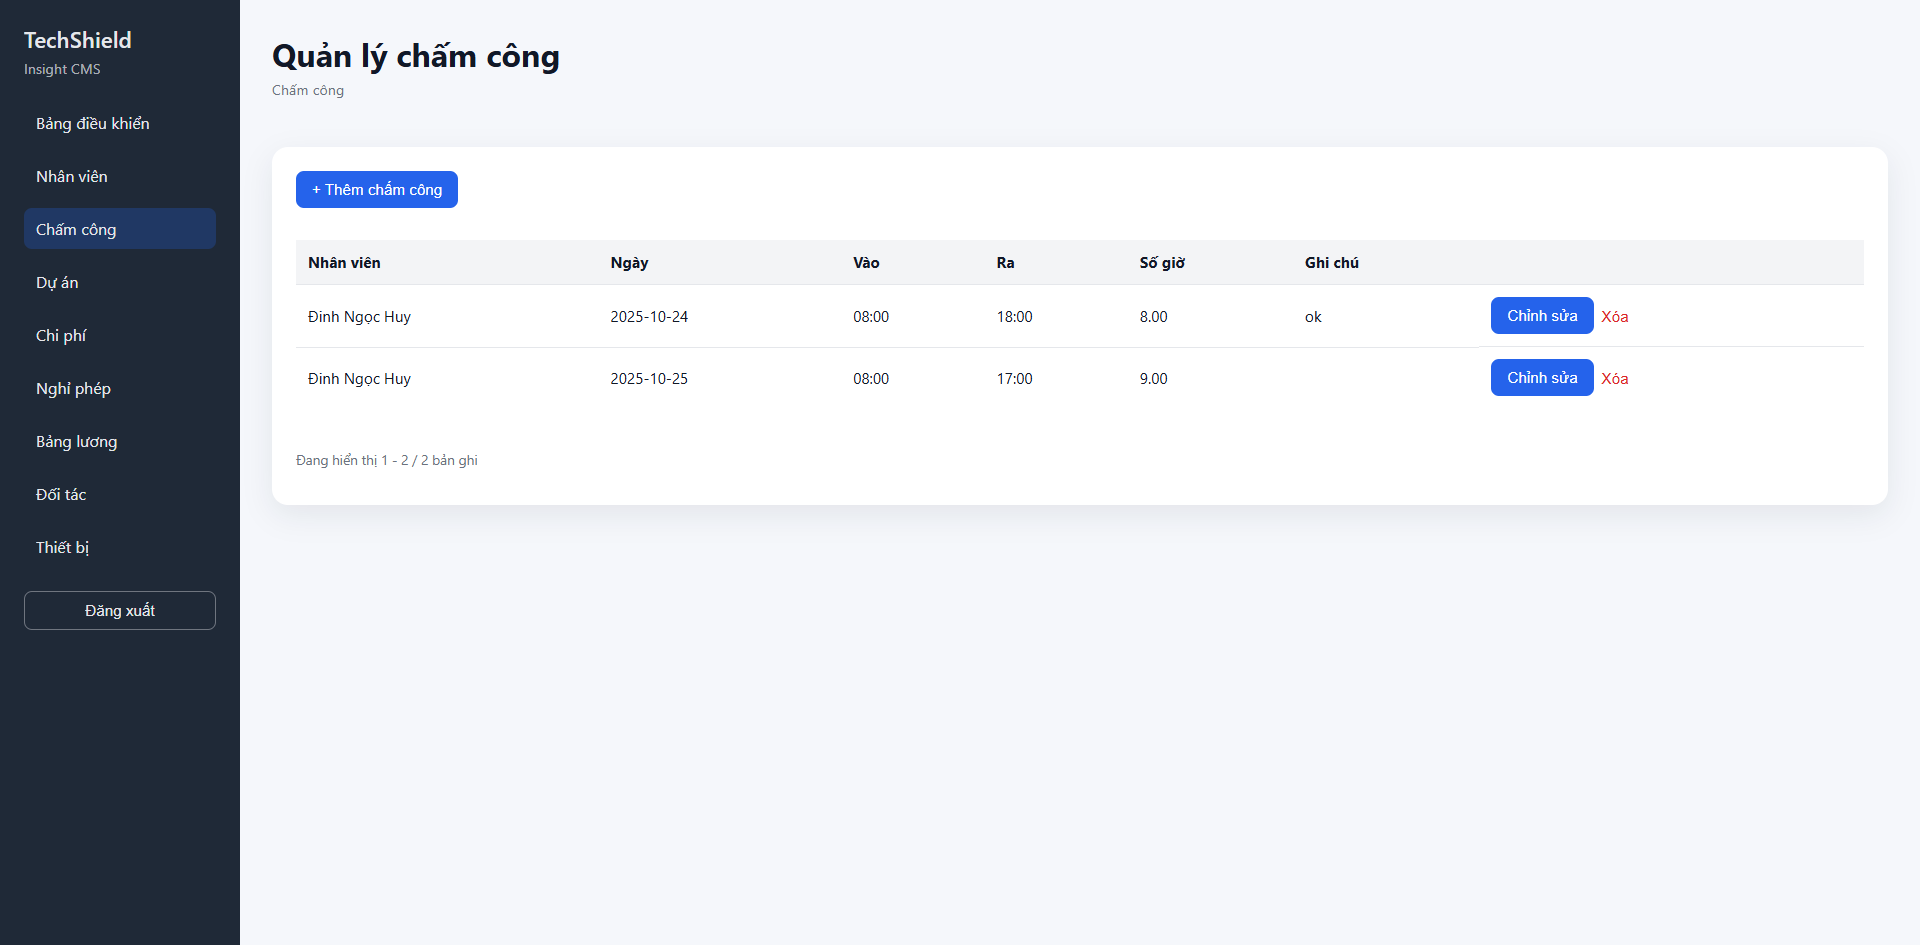 TechShield
Insight CMS
Bảng điều khiển
Nhân viên
Chấm công
Dự án
Chi phí
Nghỉ phép
Bảng lương
Đối tác
Thiết bị
Đăng xuất
Quản lý chấm công
Chấm công
+ Thêm chấm công
Nhân viên Ngày Vào Ra Số giờ Ghi chú
Đinh Ngọc Huy 2025-10-24 08:00 18:00 8.00 ok Chỉnh sửa Xóa
Đinh Ngọc Huy 2025-10-25 08:00 17:00 9.00 Chỉnh sửa Xóa
Đang hiển thị 1 - 2 / 2 bản ghi